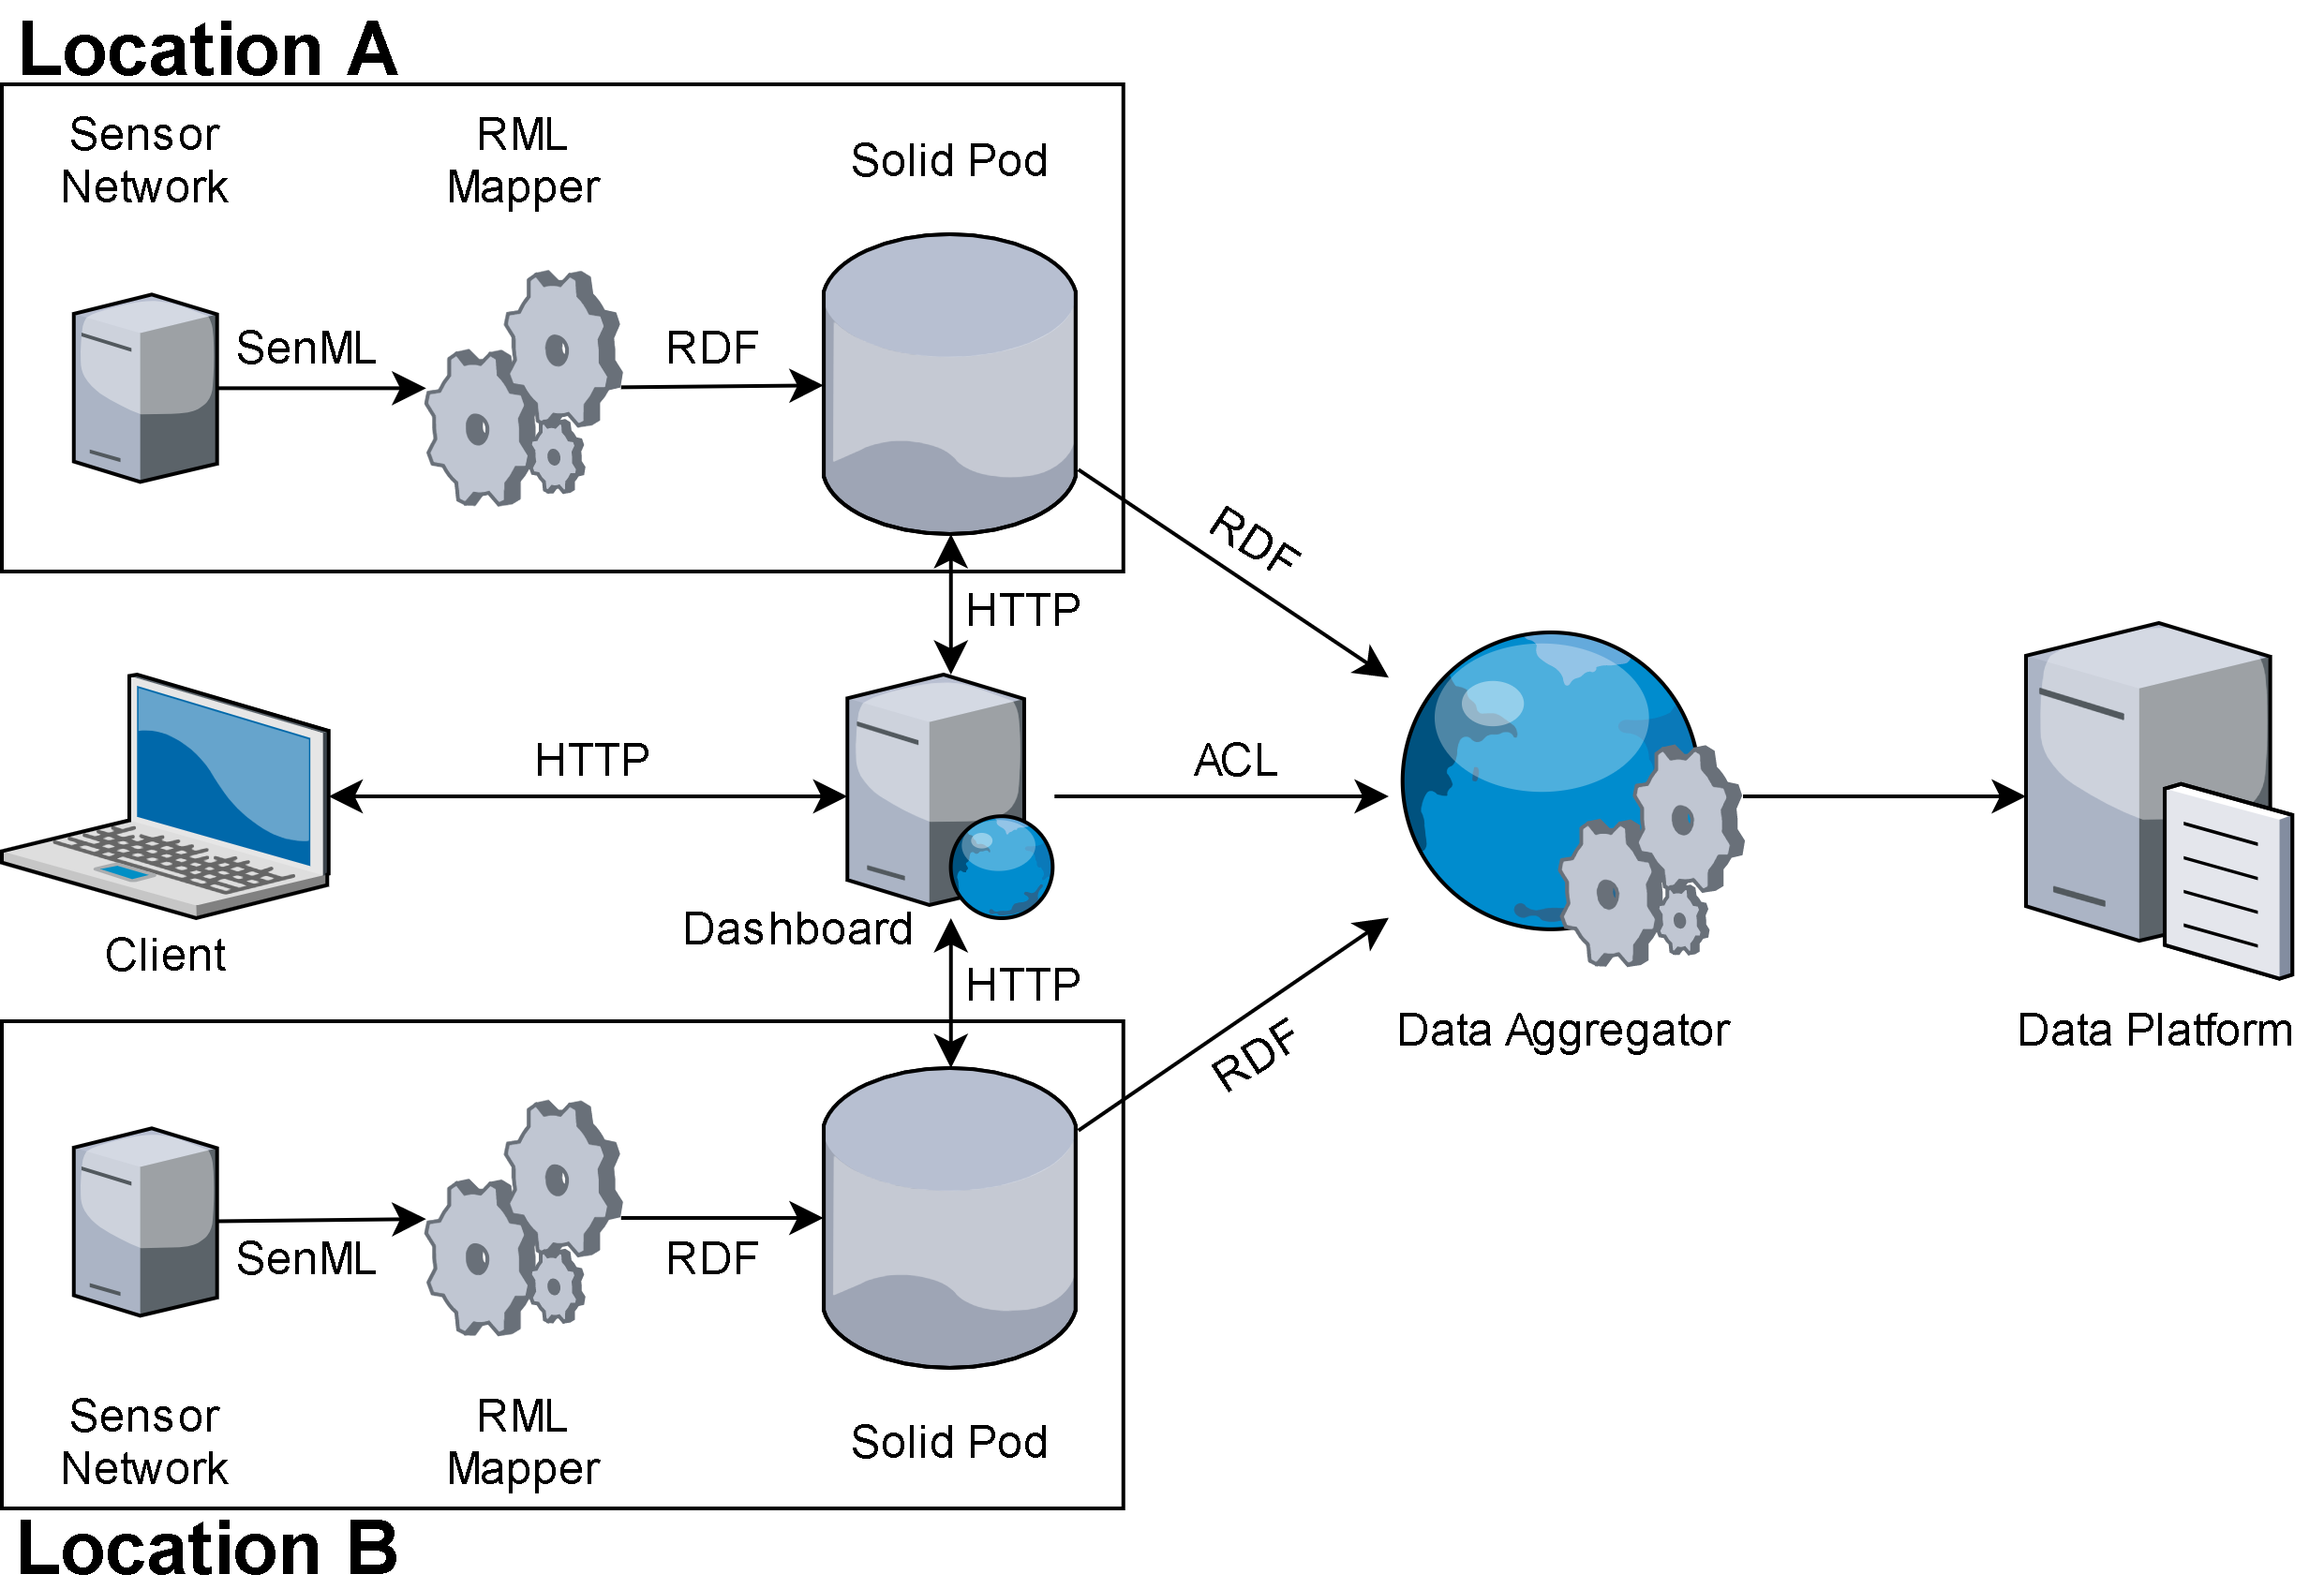 Location A
Sensor
Network
RML
Mapper
Solid Pod
SenML
RDF
RDF
HTTP
HTTP
ACL
Client
Dashboard
HTTP
Data Aggregator
Data Platform
RDF
SenML
RDF
Sensor
Network
RML
Mapper
Solid Pod
Location B